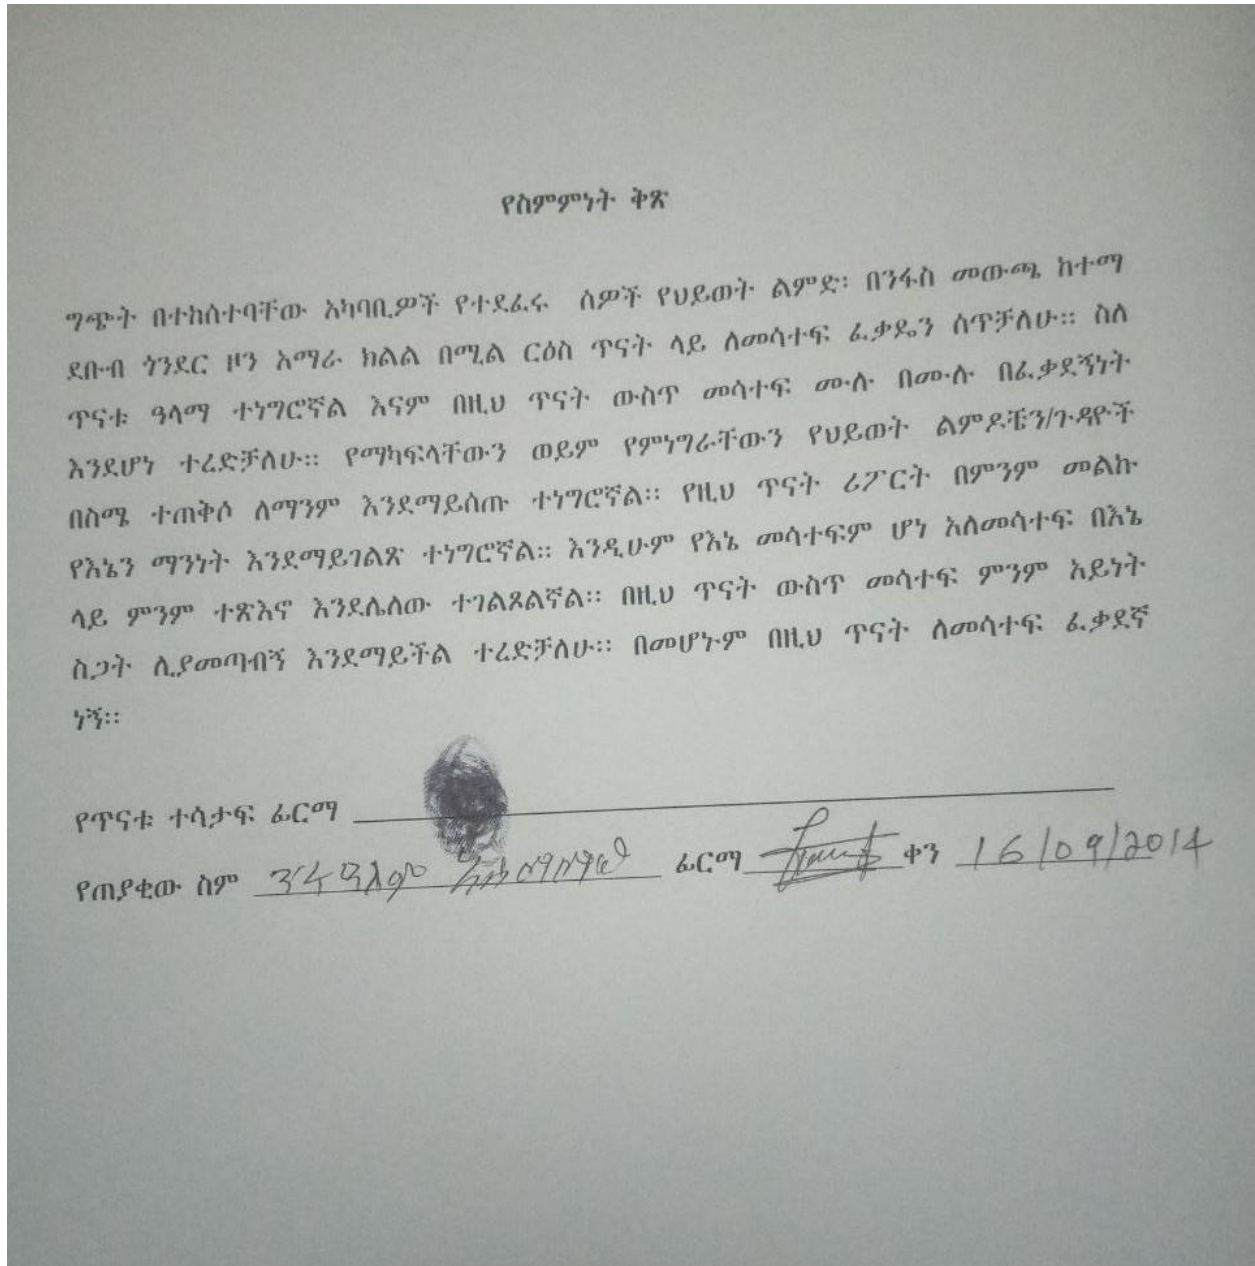 የስምምነት ቅጽ
ግጭት በተከሰተባቸው አካባቢዎች የተደፈሩ ሰዎች የህይወት ልምድ፡ በንፋስ መውጫ ከተማ
ደቡብ ጎንደር ዞን አማራ ክልል በሚል ርዕስ ጥናት ላይ ለመሳተፍ ፈቃዴን ሰጥቻለሁ። ስለ
ጥናቱ ዓላማ ተነግሮኛል እናም በዚህ ጥናት ውስጥ መሳተፍ ሙሉ በሙሉ በፈቃደኝነት
እንደሆነ ተረድቻለሁ። የማካፍላቸውን ወይም የምነግራቸውን የህይወት ልምዶቼን/ጉዳዮች
በስሜ ተጠቅሶ ለማንም እንደማይሰጡ ተነግሮኛል። የዚህ ጥናት ሪፖርት በምንም መልኩ
የእኔን ማንነት እንደማይገልጽ ተነግሮኛል። እንዲሁም የእኔ መሳተፍም ሆነ አለመሳተፍ በእኔ
ላይ ምንም ተጽእኖ እንደሌለው ተገልጾልኛል። በዚህ ጥናት ውስጥ መሳተፍ ምንም አይነት
ስጋት ሊያመጣብኝ እንደማይችል ተረድቻለሁ። በመሆኑም በዚህ ጥናት ለመሳተፍ ፈቃደኛ
ነኝ።
የጥናቱ ተሳታፍ ፊርማ
የጠያቂው ስም ፊርማ ቀን 16/09/2014